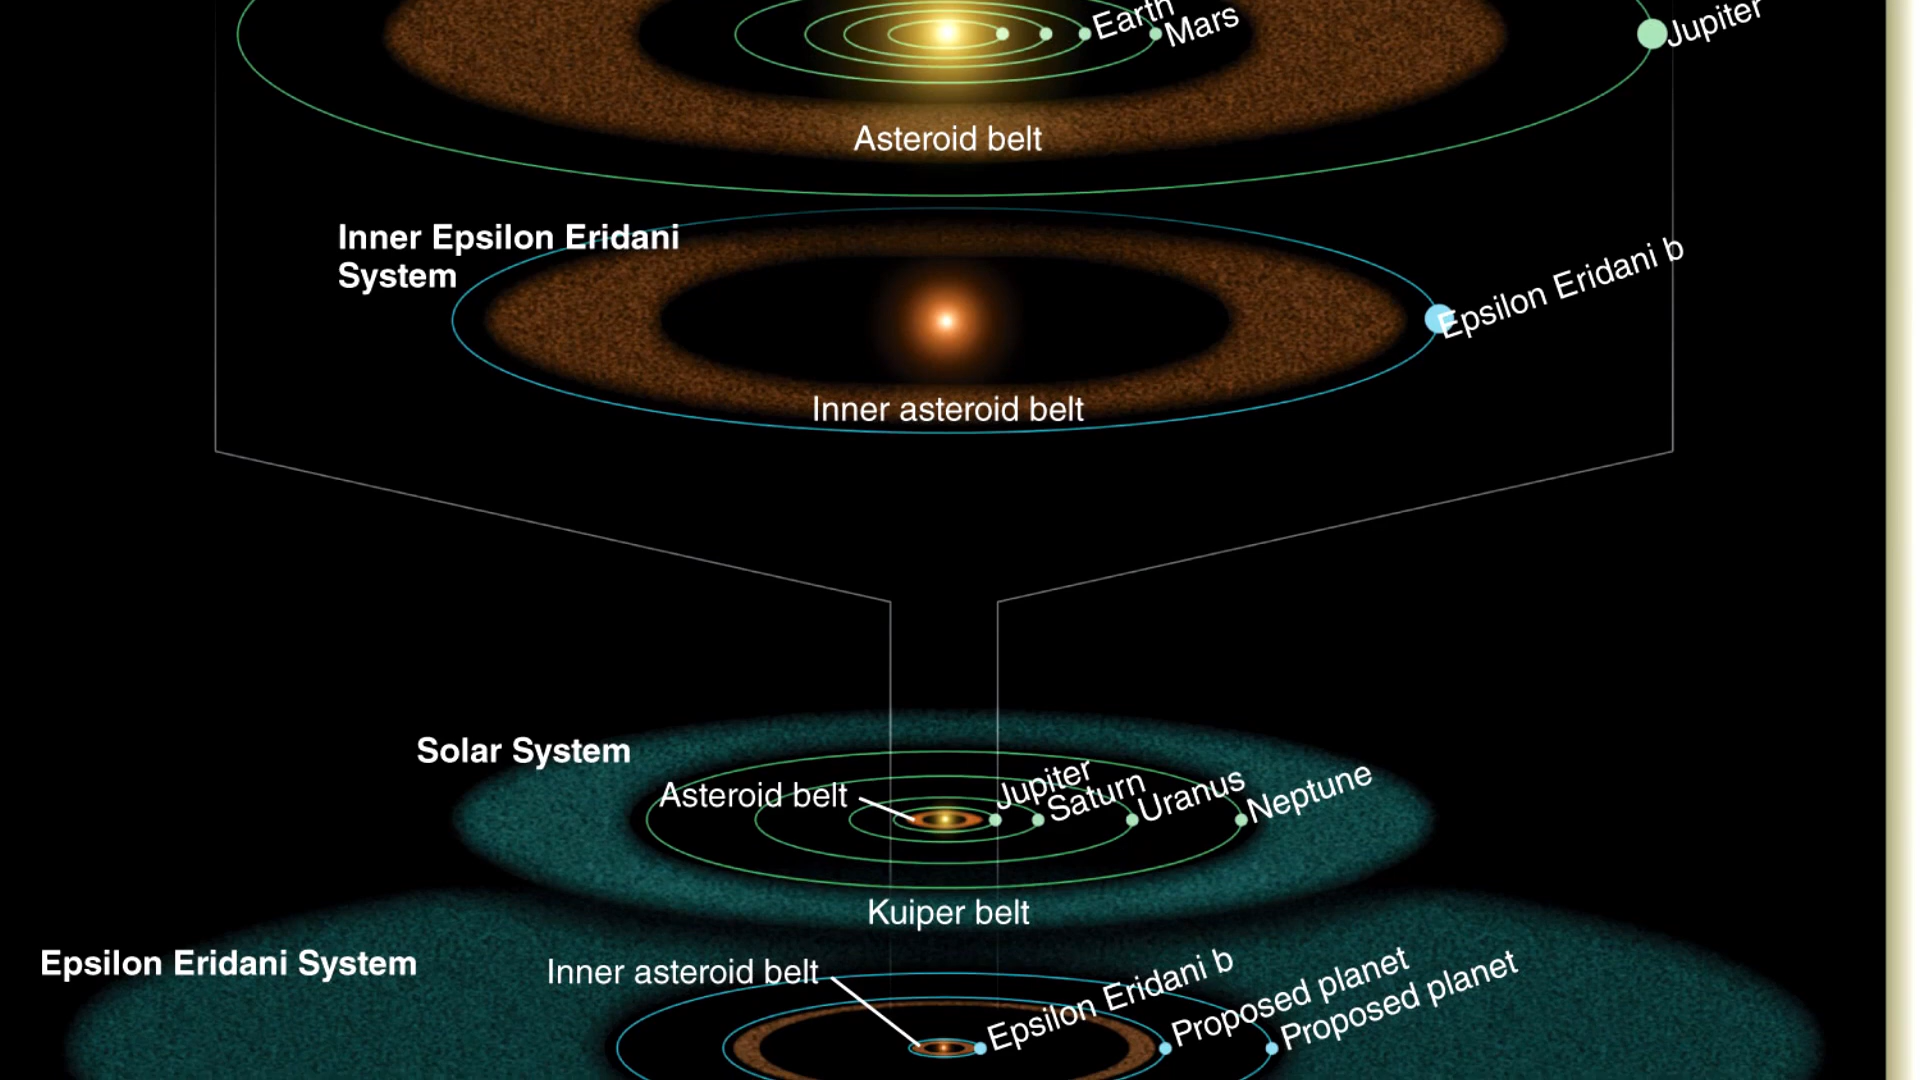 Earth
Mars
Jupiter
Asteroid belt
Inner Epsilon Eridani
System
Epsilon Eridani b
Inner asteroid belt
Solar System
Asteroid belt
Jupiter
Saturn
Uranus
Neptune
Kuiper belt
Epsilon Eridani System
Inner asteroid belt
Epsilon Eridani b
Proposed planet
Proposed planet